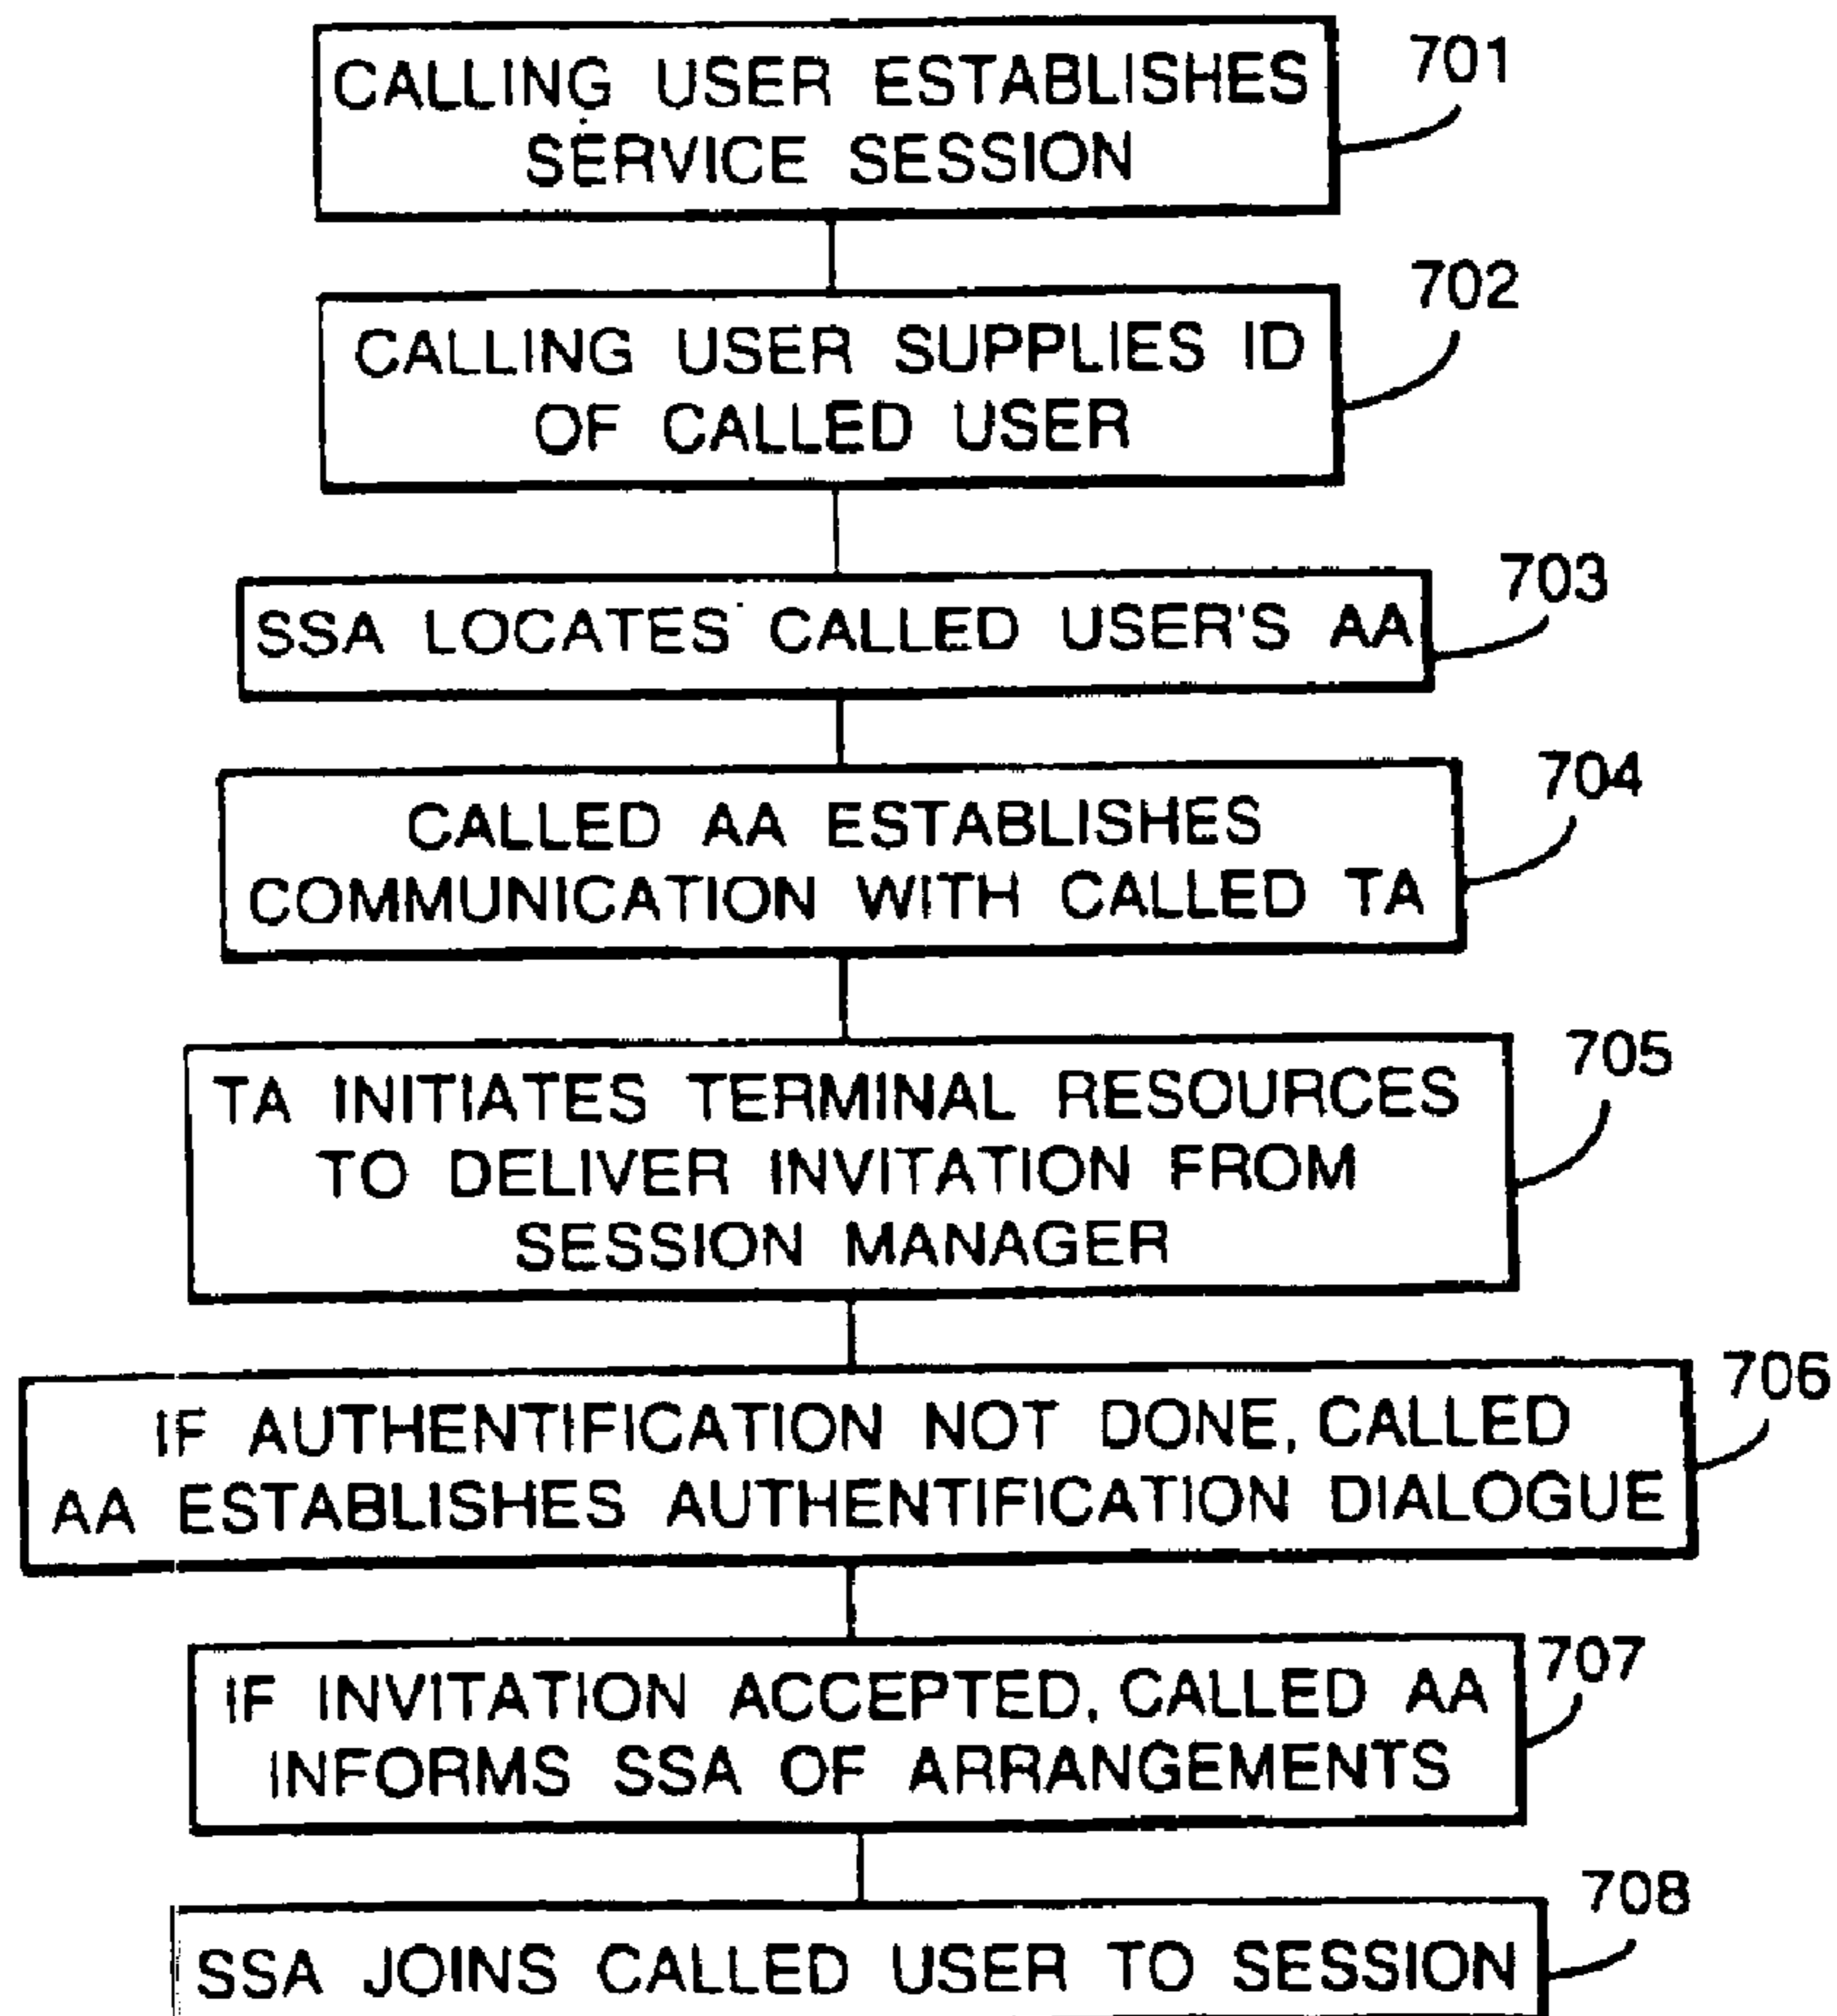 CALLING USER ESTABLISHES
SERVICE SESSION
701
CALLING USER SUPPLIES ID
OF CALLED USER
702
SSA LOCATES CALLED USER'S AA
703
CALLED AA ESTABLISHES
COMMUNICATION WITH CALLED TA
704
TA INITIATES TERMINAL RESOURCES
TO DELIVER INVITATION FROM
SESSION MANAGER
705
IF AUTHENTIFICATION NOT DONE, CALLED
AA ESTABLISHES AUTHENTIFICATION DIALOGUE
706
IF INVITATION ACCEPTED, CALLED AA
INFORMS SSA OF ARRANGEMENTS
707
SSA JOINS CALLED USER TO SESSION
708